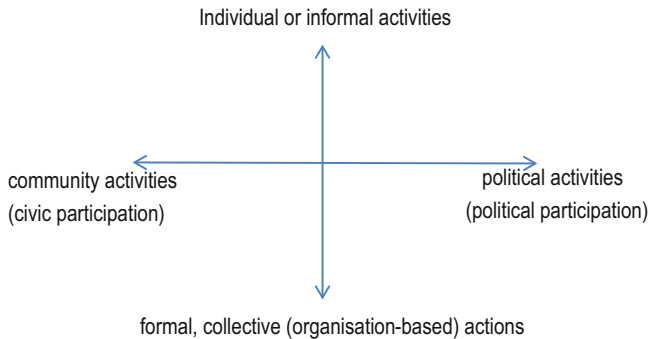 Individual or informal activities
community activities
(civic participation)
political activities
(political participation)
formal, collective (organisation-based) actions